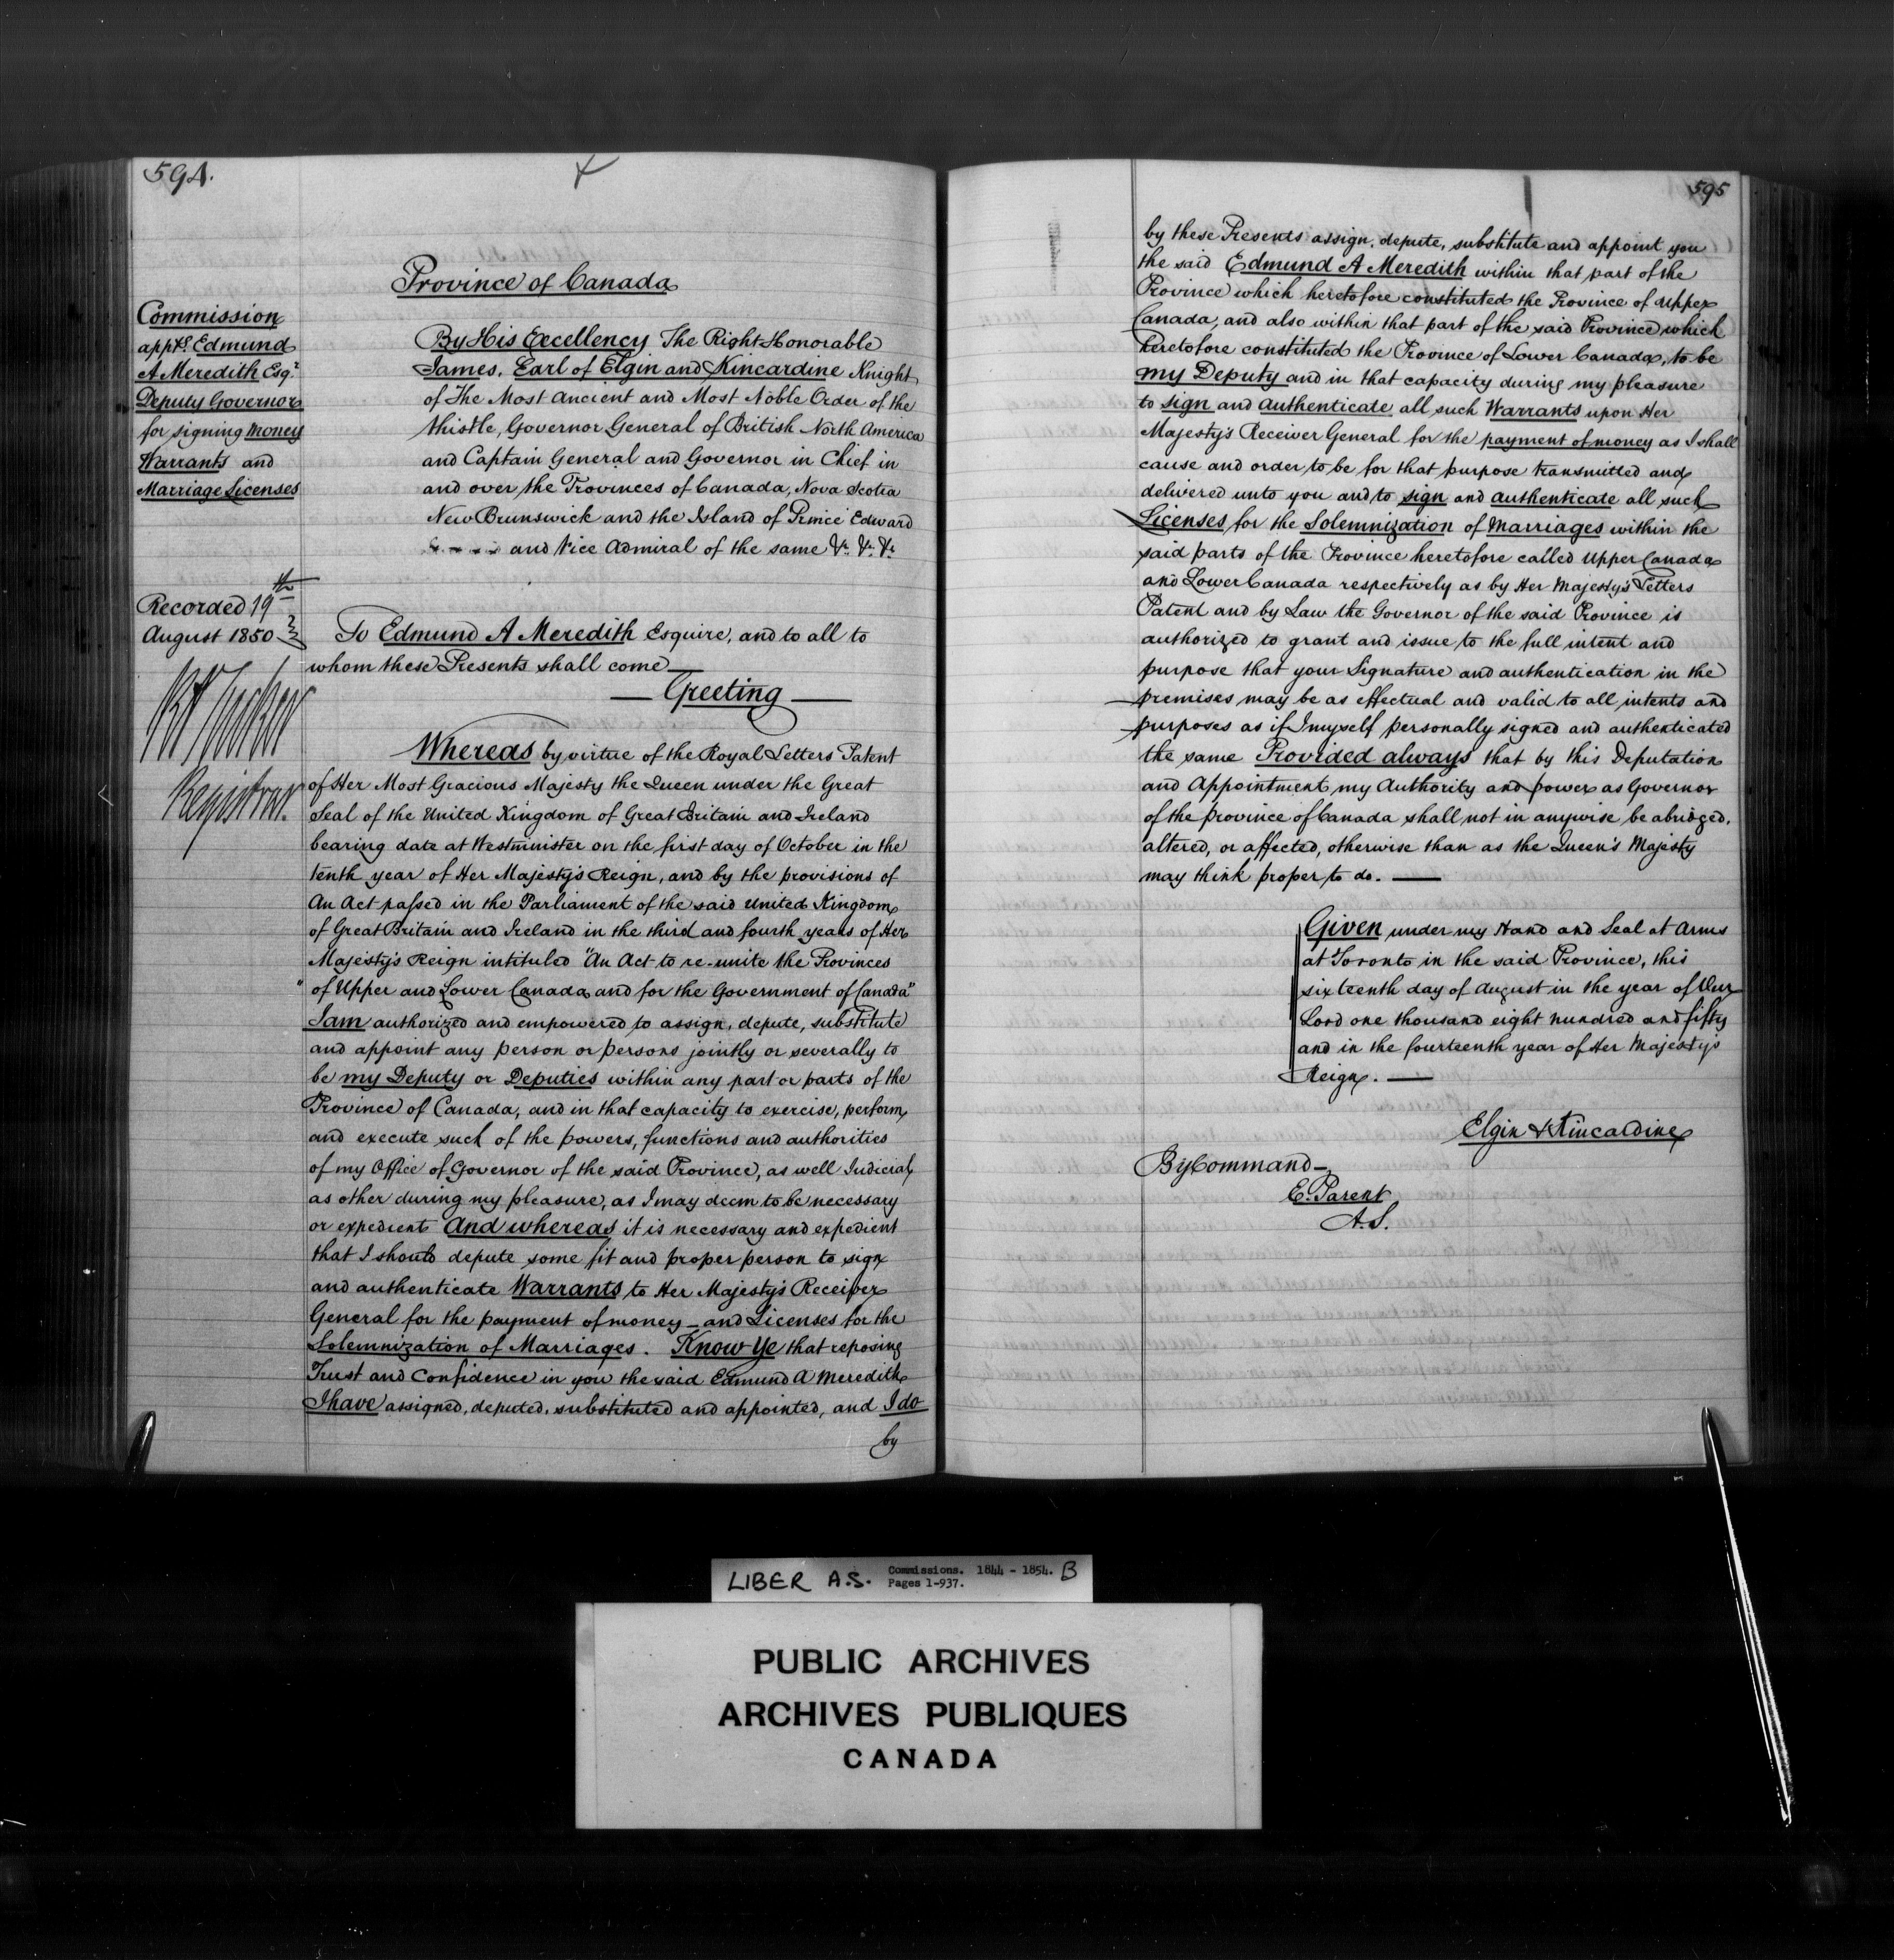 594.
Province of Canada
Commission
appt.g Edmund
A Meredith Esqr
Deputy Governor
for signing Money
Warrants and
Marriage Licenses
Recorded 19th
August 1850
Registrar.
By His Excellency The Right Honorable
James, Earl of Elgin and Kincardine Knight
of The Most Ancient and Most Noble Order of the
Thistle, Governor General of British North America
and Captain General and Governor in Chief in
and over the Provinces of Canada, Nova Scotia
New Brunswick and the Island of Prince Edward
and Vice Admiral of the same &c. &c. &c.
To Edmund A Meredith Esquire, and to all to
whom these Presents shall come
— Greeting —
Whereas by virtue of the Royal Letters Patent
of Her Most Gracious Majesty the Queen under the Great
Seal of the United Kingdom of Great Britain and Ireland
bearing date at Westminister on the first day of October in the
tenth year of Her Majesty's Reign, and by the provisions of
An Act passed in the Parliament of the said United Kingdom
of Great Britain and Ireland in the third and fourth years of Her
Majesty's Reign intituled "An Act to re-unite the Provinces
"of Upper and Lower Canada and for the Government of Canada"
I am authorized and empowered to assign, depute, substitute
and appoint any person or persons jointly or severally to
be my Deputy or Deputies within any part or parts of the
Province of Canada, and in that capacity to exercise, perform
and execute such of the powers, functions and authorities
of my Office of Governor of the said Province, as well Judicial
as other during my pleasure, as I may deem to be necessary
or expedient And whereas it is necessary and expedient
that I should depute some fit and proper person to sign
and authenticate Warrants to Her Majesty's Receiver
General for the payment of money – and Licenses for the
Solemnization of Marriages. Know Ye that reposing
Trust and Confidence in you the said Edmund A Meredith
I have assigned, deputed, substituted and appointed, and I do
by
595
by these Presents assign, depute, substitute and appoint you
the said Edmund A Meredith within that part of the
Province which heretofore constituted the Province of Upper
Canada, and also within that part of the said Province which
heretofore constituted the Province of Lower Canada, to be
my Deputy and in that capacity during my pleasure
to sign and authenticate all such Warrants upon Her
Majesty's Receiver General for the payment of money as I shall
cause and order to be for that purpose transmitted and
delivered unto you and to sign and authenticate all such
Licenses for the Solemnization of Marriages within the
said parts of the Province heretofore called Upper Canada
and Lower Canada respectively as by Her Majesty's Letters
Patent and by Law the Governor of the said Province is
authorized to grant and issue to the full intent and
purpose that your Signature and authentication in the
premises may be as effectual and valid to all intents and
purposes as if I myself personally signed and authenticated
the same Provided always that by this Deputation
and Appointment my Authority and power as Governor
of the province of Canada shall not in anywise be abridged,
altered, or affected, otherwise than as the Queen's Majesty
may think proper to do. —
Given under my Hand and Seal at Arms
at Toronto in the said Province, this
sixteenth day of August in the year of Our
Lord one thousand eight hundred and fifty
and in the fourteenth year of Her Majesty's
Reign. —
Elgin & Kincardine
By Command –
E. Parent
A. S.
LIBER A.S. Commissions. 1844 - 1854. B
Pages 1-937.
PUBLIC ARCHIVES
ARCHIVES PUBLIQUES
CANADA